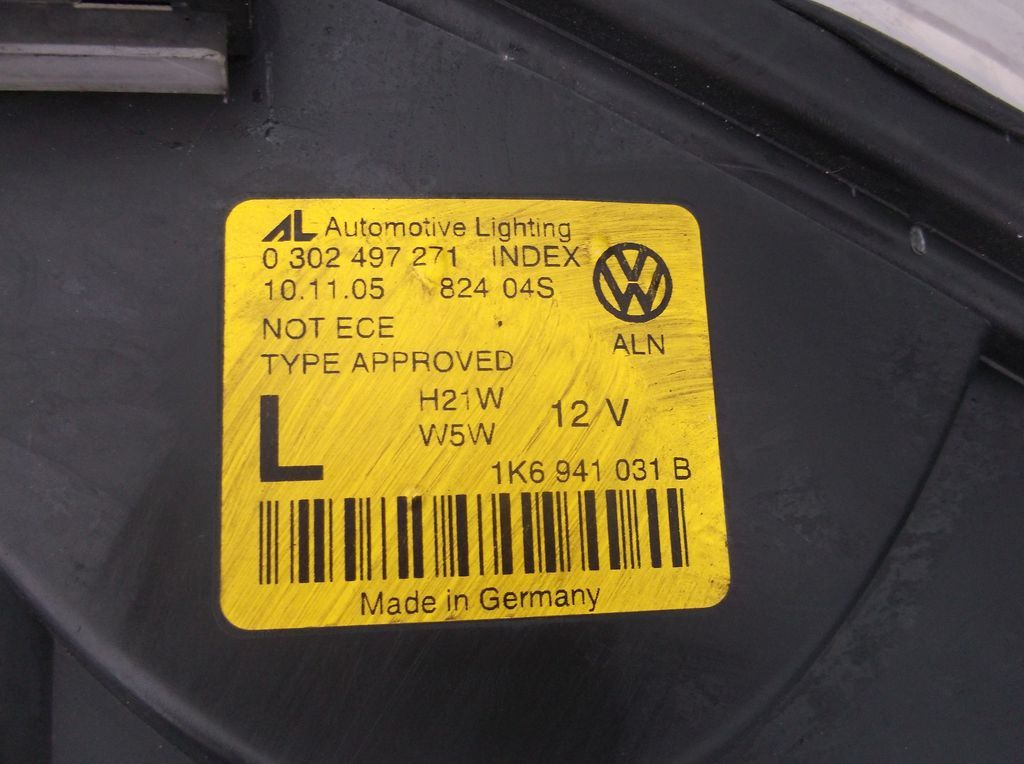 AL Automotive Lighting
0 302 497 271 INDEX
10.11.05 824 04S
NOT ECE
TYPE APPROVED
ALN
L
H21W
W5W
12 V
1K6 941 031 B
Made in Germany